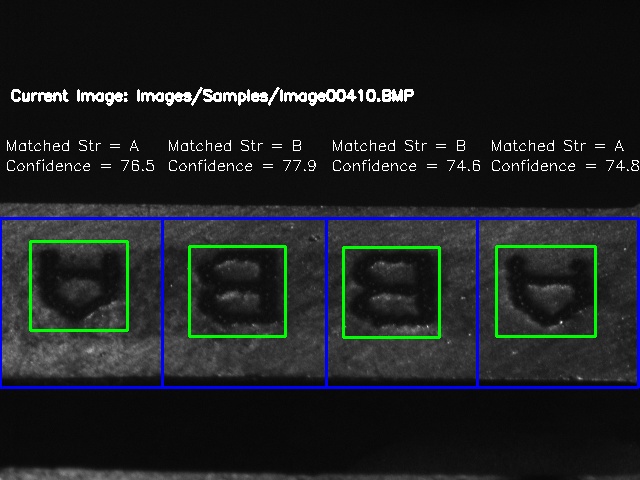 Current Image: Images/Samples/Image00410.BMP
Matched Str = A Matched Str = B Matched Str = B Matched Str = A
Confidence = 76.5 Confidence = 77.9 Confidence = 74.6 Confidence = 74.8
A B B A